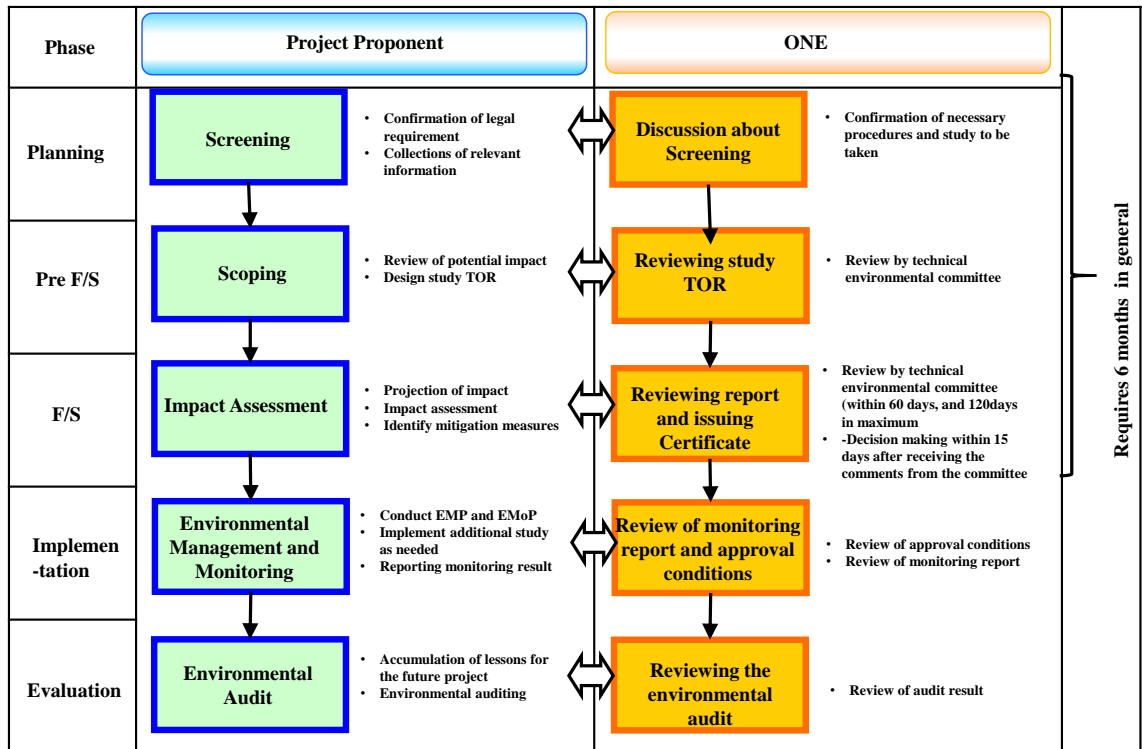 Phase
Project Proponent
ONE
Planning
Screening
• Confirmation of legal
requirement
• Collections of relevant
information
Discussion about
Screening
• Confirmation of necessary
procedures and study to be
taken
Pre F/S
Scoping
• Review of potential impact
• Design study TOR
Reviewing study
TOR
• Review by technical
environmental committee
F/S
Impact Assessment
• Projection of impact
• Impact assessment
• Identify mitigation measures
Reviewing report
and issuing
Certificate
• Review by technical
environmental committee
(within 60 days, and 120days
in maximum
• -Decision making within 15
days after receiving the
comments from the committee
Implemen
-tation
Environmental
Management and
Monitoring
• Conduct EMP and EMoP
• Implement additional study
as needed
• Reporting monitoring result
Review of monitoring
report and approval
conditions
• Review of approval conditions
• Review of monitoring report
Evaluation
Environmental
Audit
• Accumulation of lessons for
the future project
• Environmental auditing
Reviewing the
environmental
audit
• Review of audit result
Requires 6 months in general